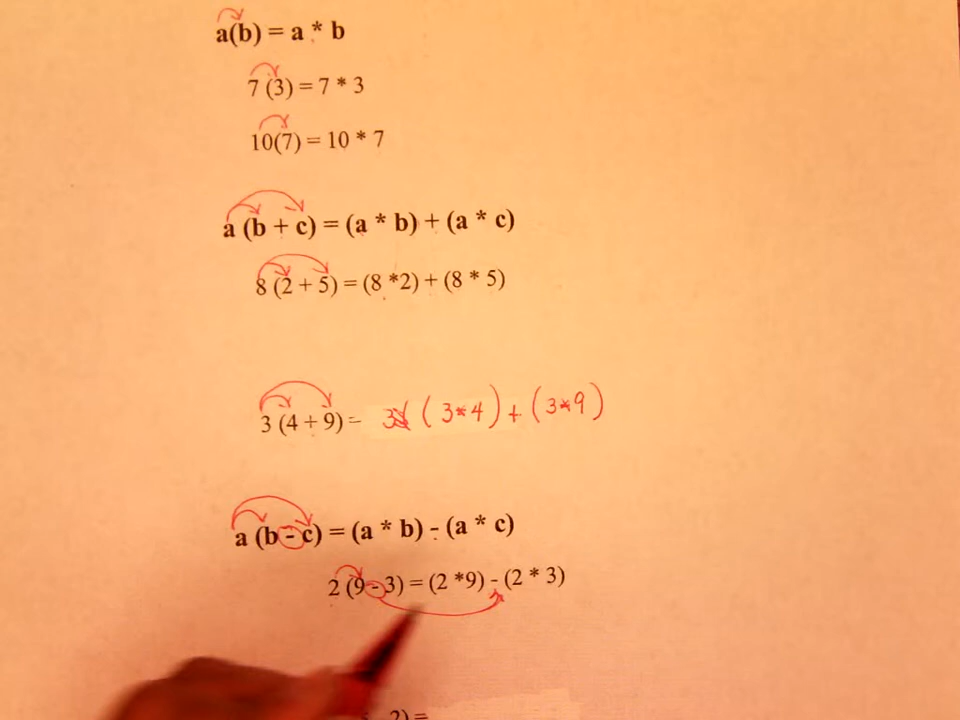 a(b) = a * b
7 (3) = 7 * 3
10(7) = 10 * 7
a (b + c) = (a * b) + (a * c)
8 (2 + 5) = (8 *2) + (8 * 5)
3 (4 + 9) = (3*4) + (3*9)
a (b - c) = (a * b) - (a * c)
2 (9 - 3) = (2 *9) - (2 * 3)
2) =